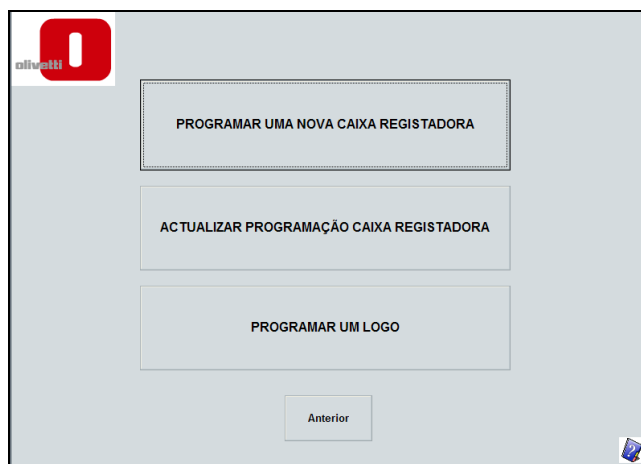 olivetti
PROGRAMAR UMA NOVA CAIXA REGISTADORA
ACTUALIZAR PROGRAMAÇÃO CAIXA REGISTADORA
PROGRAMAR UM LOGO
Anterior
?